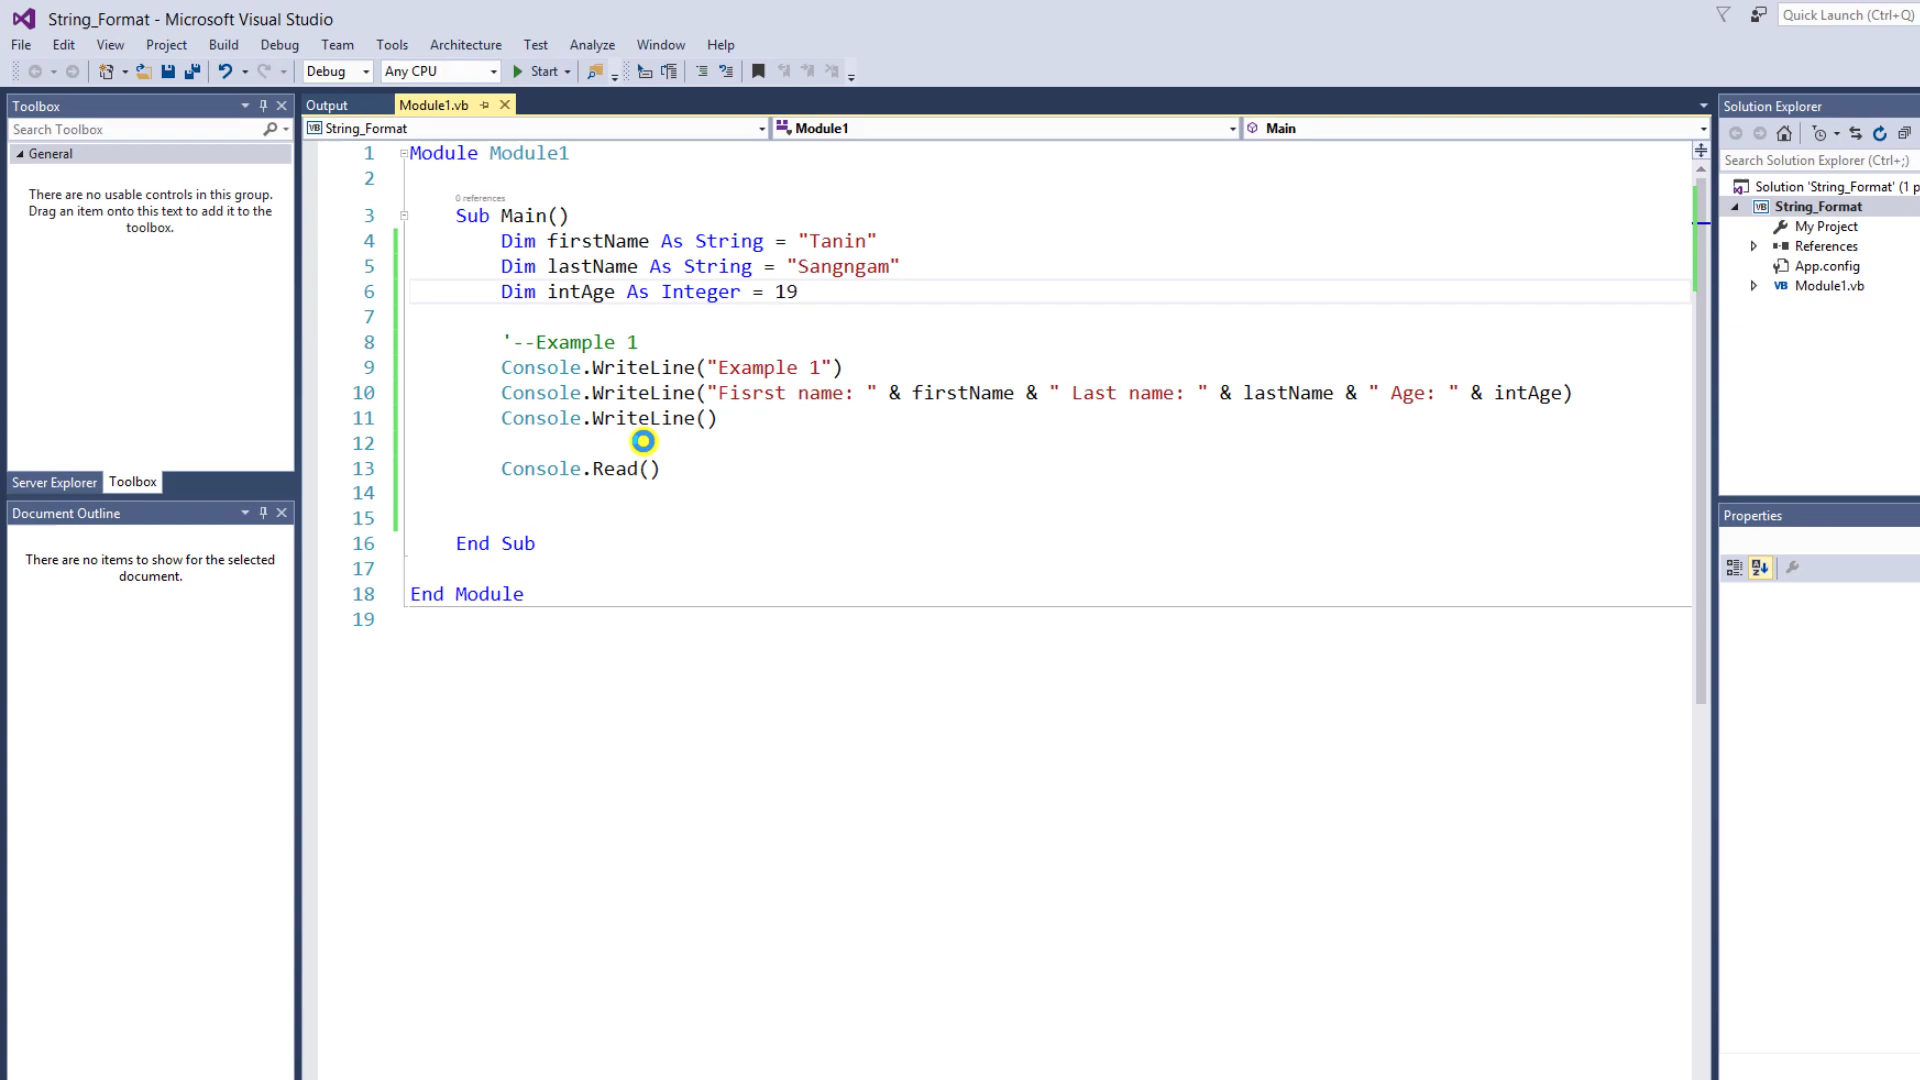 String_Format - Microsoft Visual Studio
Quick Launch (Ctrl+Q)
File Edit View Project Build Debug Team Tools Architecture Test Analyze Window Help
Debug Any CPU Start
Toolbox
Search Toolbox
General
There are no usable controls in this group.
Drag an item onto this text to add it to the
toolbox.
Server Explorer Toolbox
Document Outline
There are no items to show for the selected
document.
Output Module1.vb
String_Format Module1 Main
1 Module Module1
2
0 references
3 Sub Main()
4 Dim firstName As String = "Tanin"
5 Dim lastName As String = "Sangngam"
6 Dim intAge As Integer = 19
7
8 '--Example 1
9 Console.WriteLine("Example 1")
10 Console.WriteLine("Fisrst name: " & firstName & " Last name: " & lastName & " Age: " & intAge)
11 Console.WriteLine()
12
13 Console.Read()
14
15
16 End Sub
17
18 End Module
19
Solution Explorer
Search Solution Explorer (Ctrl+;)
Solution 'String_Format' (1 p
String_Format
My Project
References
App.config
Module1.vb
Properties